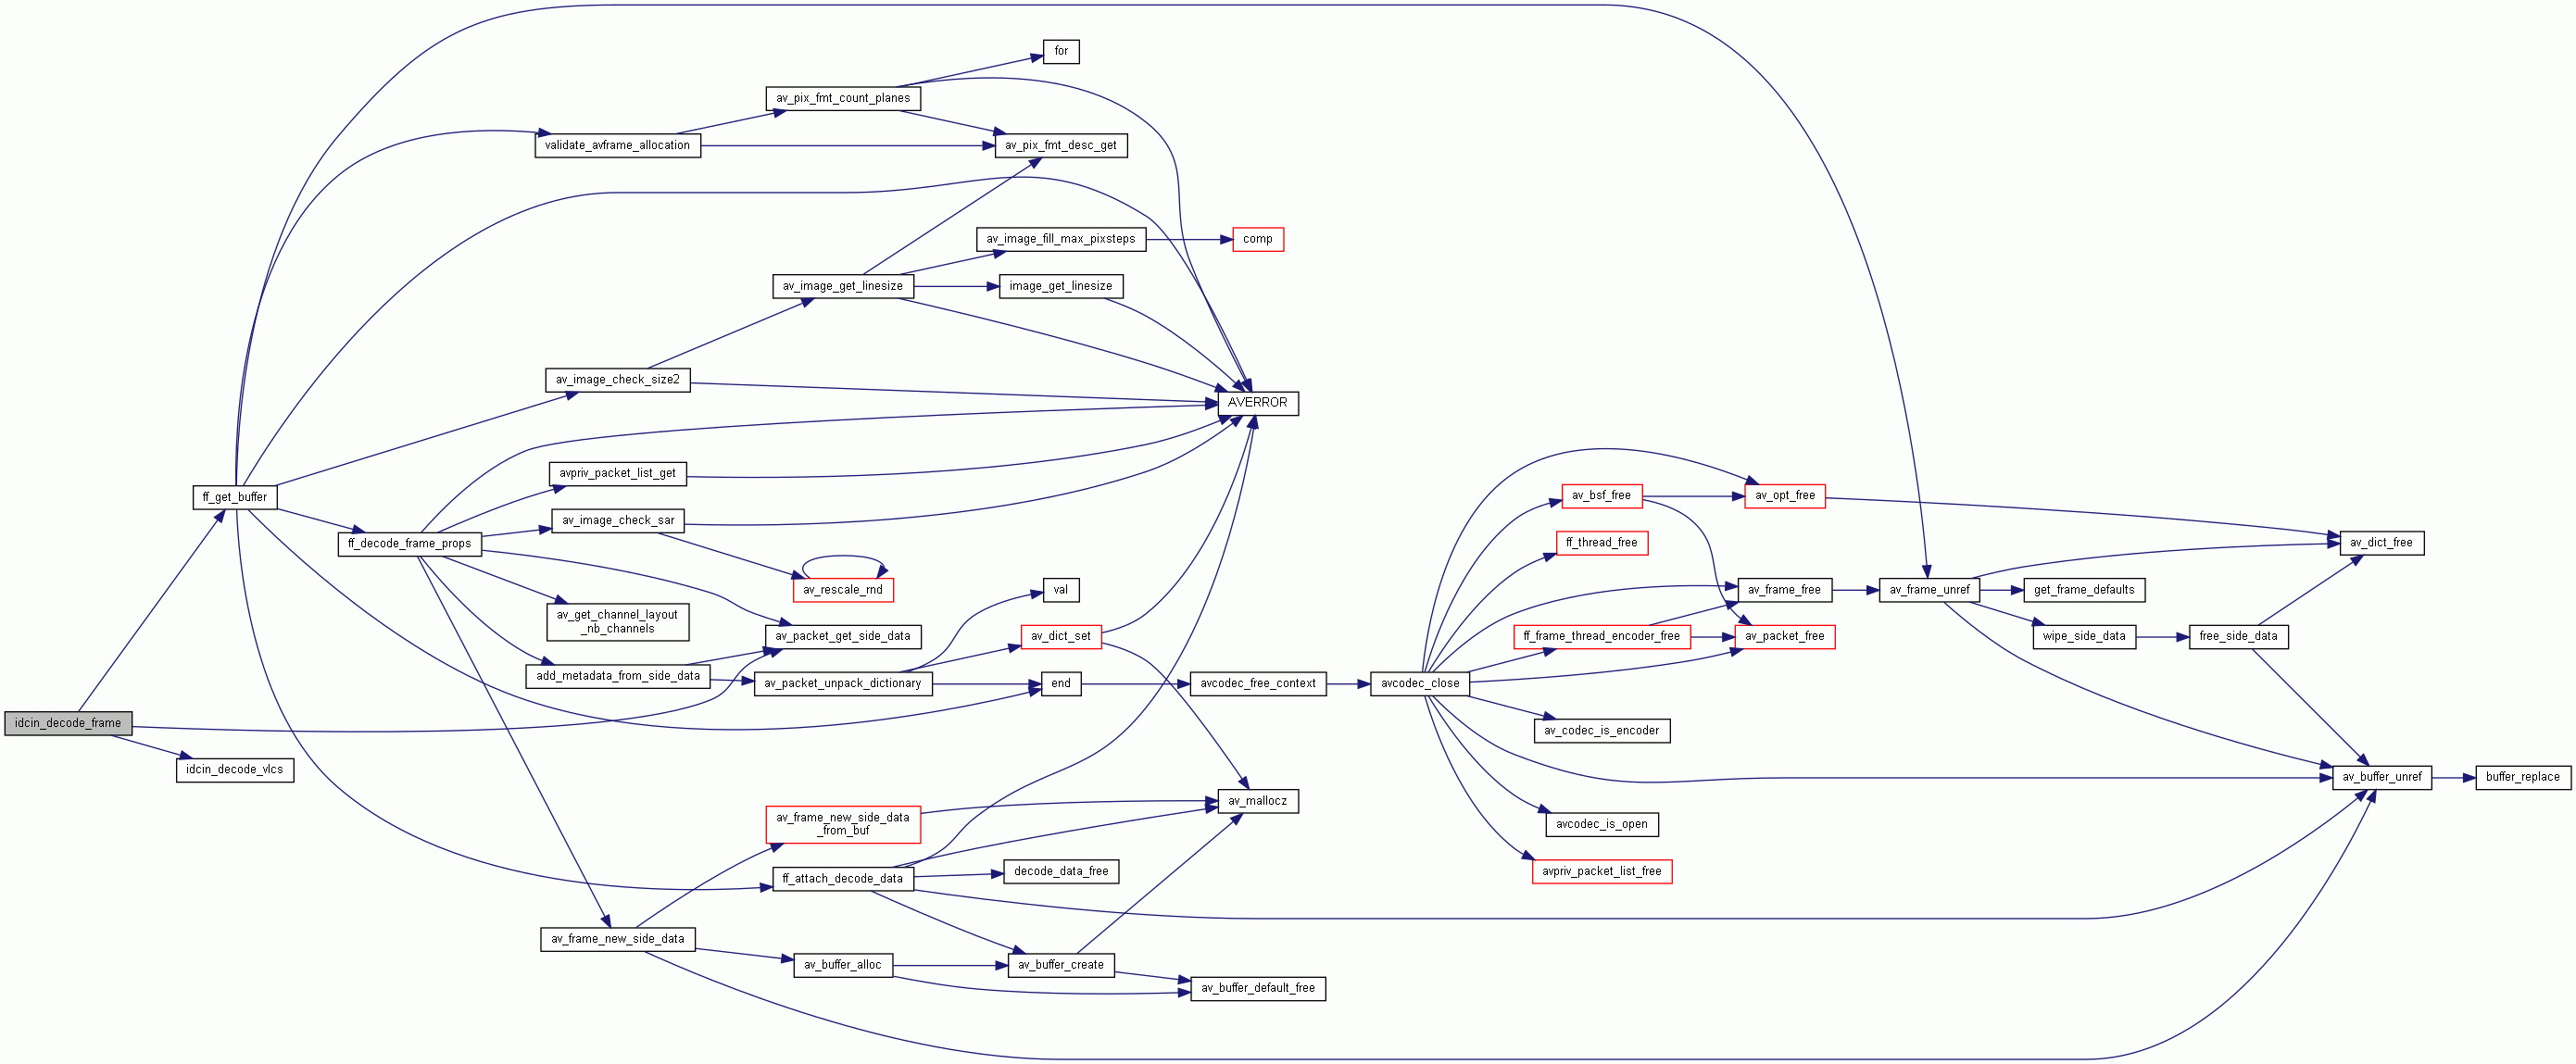 for
av_pix_fmt_count_planes
validate_avframe_allocation
av_pix_fmt_desc_get
av_image_fill_max_pixsteps
comp
av_image_get_linesize
image_get_linesize
av_image_check_size2
AVERROR
avpriv_packet_list_get
ff_get_buffer
av_bsf_free
av_opt_free
av_image_check_sar
ff_decode_frame_props
ff_thread_free
av_dict_free
av_rescale_rnd
val
av_frame_free
av_frame_unref
get_frame_defaults
av_get_channel_layout
_nb_channels
av_packet_get_side_data
av_dict_set
ff_frame_thread_encoder_free
av_packet_free
wipe_side_data
free_side_data
add_metadata_from_side_data
av_packet_unpack_dictionary
end
avcodec_free_context
avcodec_close
idcin_decode_frame
av_codec_is_encoder
idcin_decode_vlcs
av_buffer_unref
buffer_replace
av_mallocz
av_frame_new_side_data
_from_buf
avcodec_is_open
ff_attach_decode_data
decode_data_free
avpriv_packet_list_free
av_frame_new_side_data
av_buffer_alloc
av_buffer_create
av_buffer_default_free